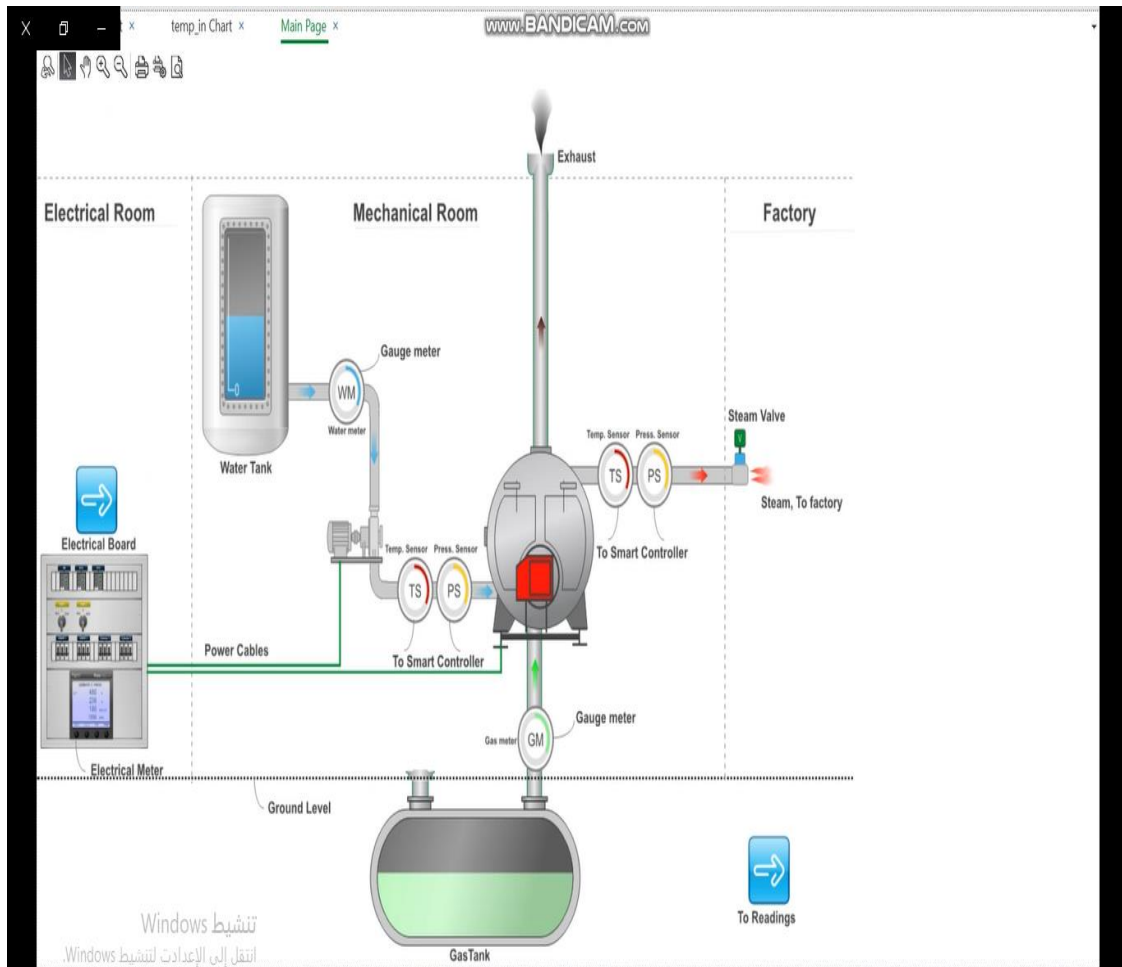 temp_in Chart ×
Main Page ×
www.BANDICAM.com
Exhaust
Electrical Room
Mechanical Room
Factory
Gauge meter
WM
Water meter
Water Tank
Steam Valve
V
Temp. Sensor
Press. Sensor
TS
PS
Steam, To factory
To Smart Controller
Electrical Board
Temp. Sensor
Press. Sensor
TS
PS
To Smart Controller
Power Cables
Gauge meter
Gas meter
GM
Electrical Meter
Ground Level
GasTank
To Readings
تنشيط Windows
انتقل إلى الإعدادت لتنشيط Windows.